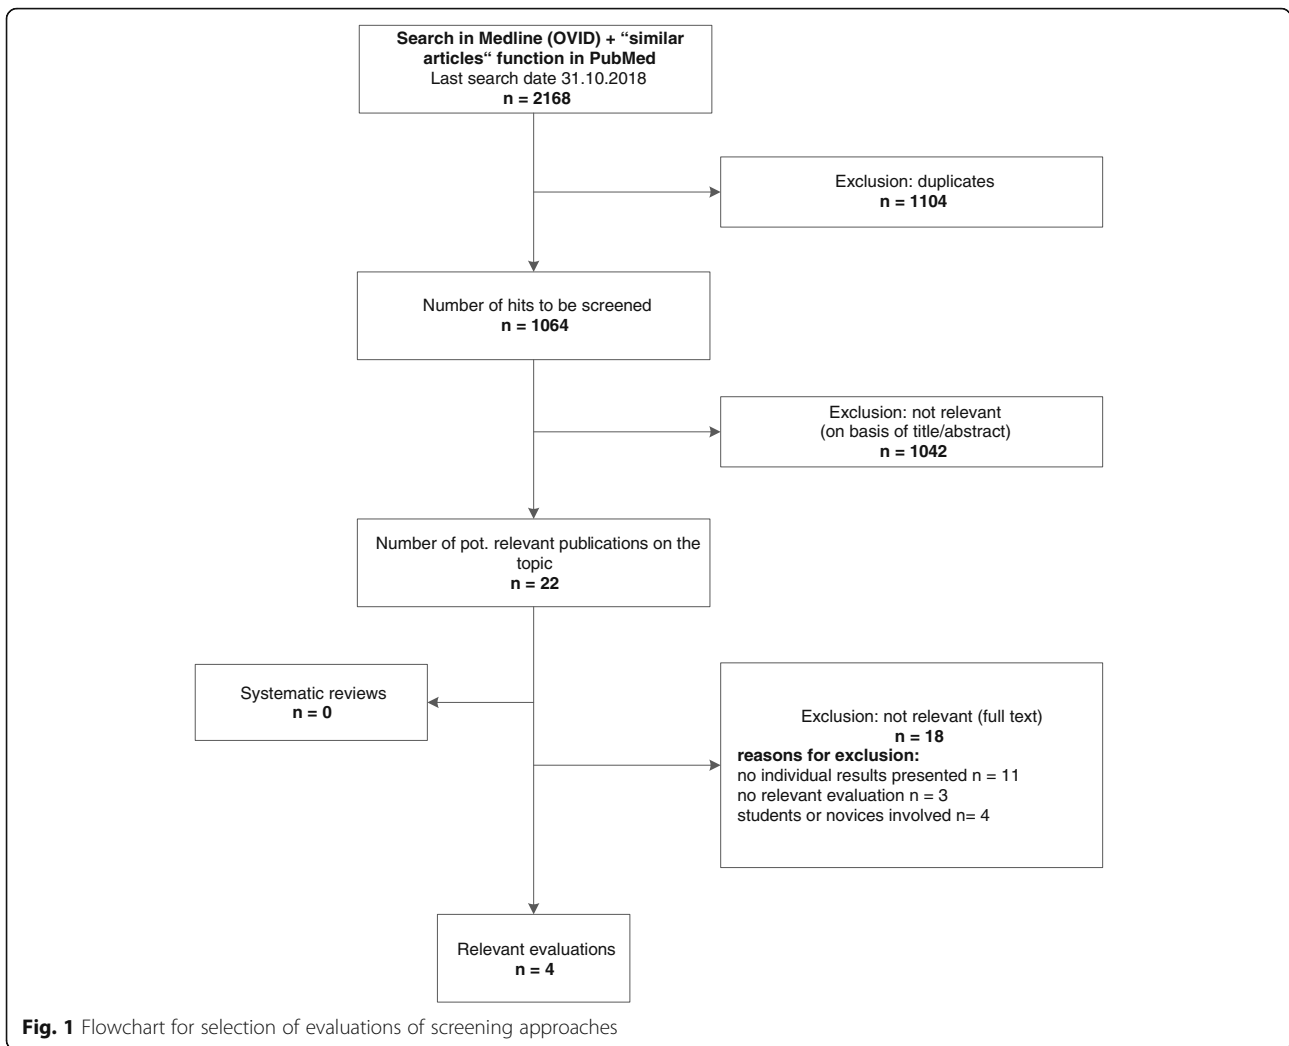 Search in Medline (OVID) + “similar
articles“ function in PubMed
Last search date 31.10.2018
n = 2168
Exclusion: duplicates
n = 1104
Number of hits to be screened
n = 1064
Exclusion: not relevant
(on basis of title/abstract)
n = 1042
Number of pot. relevant publications on the
topic
n = 22
Systematic reviews
n = 0
Exclusion: not relevant (full text)
n = 18
reasons for exclusion:
no individual results presented n = 11
no relevant evaluation n = 3
students or novices involved n= 4
Relevant evaluations
n = 4
Fig. 1 Flowchart for selection of evaluations of screening approaches